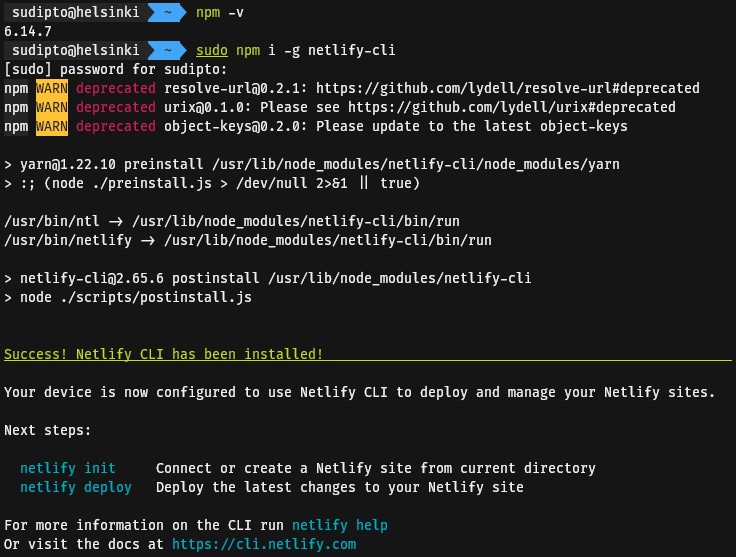 sudipto@helsinki ~ npm -v
6.14.7
sudipto@helsinki ~ sudo npm i -g netlify-cli
[sudo] password for sudipto:
npm WARN deprecated resolve-url@0.2.1: https://github.com/lydell/resolve-url#deprecated
npm WARN deprecated urix@0.1.0: Please see https://github.com/lydell/urix#deprecated
npm WARN deprecated object-keys@0.2.0: Please update to the latest object-keys
> yarn@1.22.10 preinstall /usr/lib/node_modules/netlify-cli/node_modules/yarn
> :; (node ./preinstall.js > /dev/null 2>&1 || true)
/usr/bin/ntl -> /usr/lib/node_modules/netlify-cli/bin/run
/usr/bin/netlify -> /usr/lib/node_modules/netlify-cli/bin/run
> netlify-cli@2.65.6 postinstall /usr/lib/node_modules/netlify-cli
> node ./scripts/postinstall.js
Success! Netlify CLI has been installed!
Your device is now configured to use Netlify CLI to deploy and manage your Netlify sites.
Next steps:
netlify init Connect or create a Netlify site from current directory
netlify deploy Deploy the latest changes to your Netlify site
For more information on the CLI run netlify help
Or visit the docs at https://cli.netlify.com